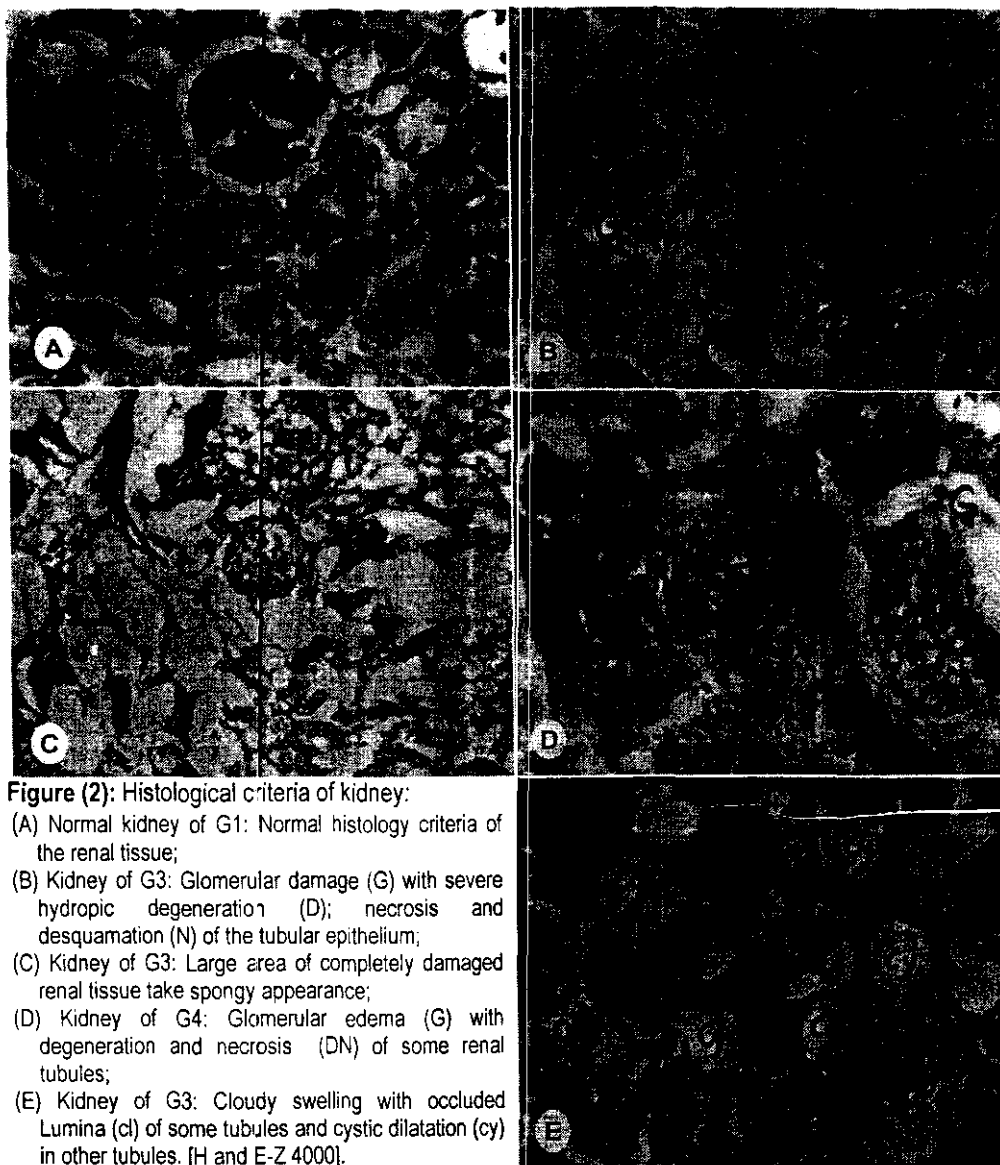 A
B
C
D
G
E
Figure (2): Histological criteria of kidney:
(A) Normal kidney of G1: Normal histology criteria of
the renal tissue;
(B) Kidney of G3: Glomerular damage (G) with severe
hydropic degeneration (D); necrosis and
desquamation (N) of the tubular epithelium;
(C) Kidney of G3: Large area of completely damaged
renal tissue take spongy appearance;
(D) Kidney of G4: Glomerular edema (G) with
degeneration and necrosis (DN) of some renal
tubules;
(E) Kidney of G3: Cloudy swelling with occluded
Lumina (cl) of some tubules and cystic dilatation (cy)
in other tubules. [H and E-Z 4000].